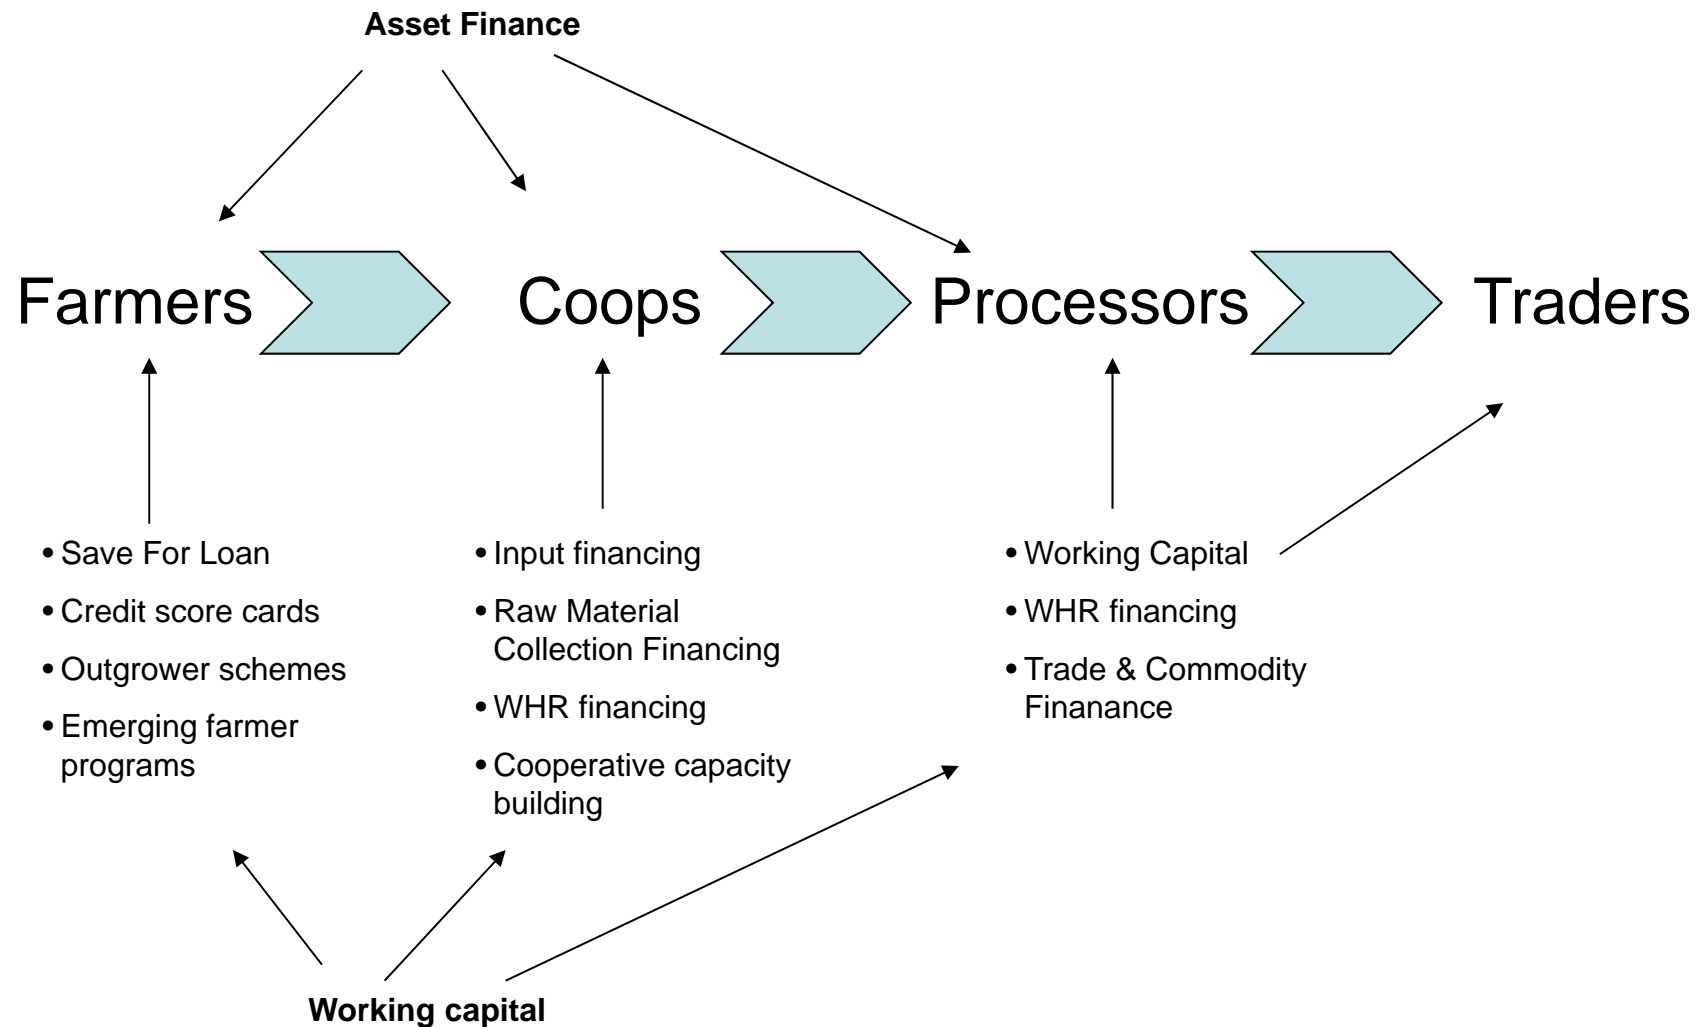 Asset Finance
Farmers
Coops
Processors
Traders
• Save For Loan
• Credit score cards
• Outgrower schemes
• Emerging farmer
programs
• Input financing
• Raw Material
Collection Financing
• WHR financing
• Cooperative capacity
building
• Working Capital
• WHR financing
• Trade & Commodity
Finanance
Working capital